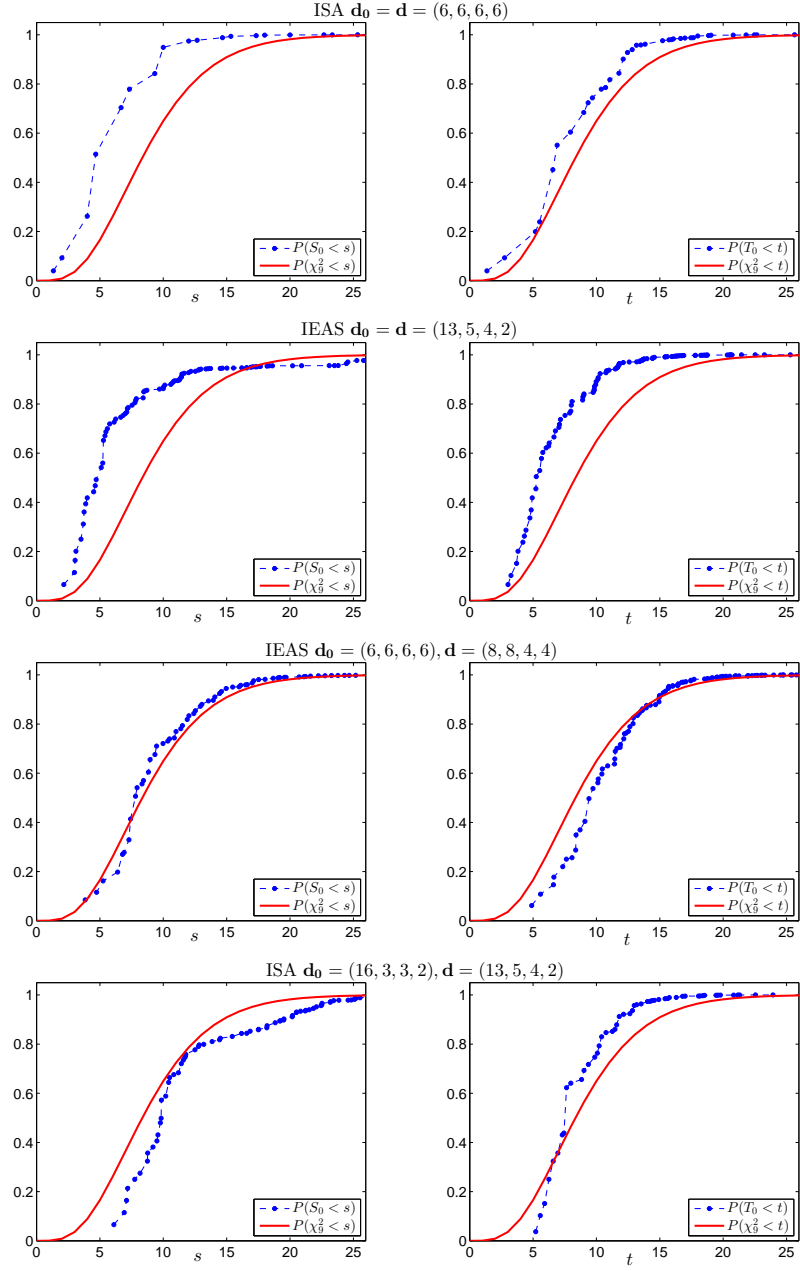 ISA d₀ = d = (6, 6, 6, 6)
1
0.8
0.6
0.4
0.2
0
0 5 10 15 20 25
s
P(S₀ < s)
P(χ²₉ < s)
1
0.8
0.6
0.4
0.2
0
0 5 10 15 20 25
t
P(T₀ < t)
P(χ²₉ < t)
IEAS d₀ = d = (13, 5, 4, 2)
1
0.8
0.6
0.4
0.2
0
0 5 10 15 20 25
s
P(S₀ < s)
P(χ²₉ < s)
1
0.8
0.6
0.4
0.2
0
0 5 10 15 20 25
t
P(T₀ < t)
P(χ²₉ < t)
IEAS d₀ = (6, 6, 6, 6), d = (8, 8, 4, 4)
1
0.8
0.6
0.4
0.2
0
0 5 10 15 20 25
s
P(S₀ < s)
P(χ²₉ < s)
1
0.8
0.6
0.4
0.2
0
0 5 10 15 20 25
t
P(T₀ < t)
P(χ²₉ < t)
ISA d₀ = (16, 3, 3, 2), d = (13, 5, 4, 2)
1
0.8
0.6
0.4
0.2
0
0 5 10 15 20 25
s
P(S₀ < s)
P(χ²₉ < s)
1
0.8
0.6
0.4
0.2
0
0 5 10 15 20 25
t
P(T₀ < t)
P(χ²₉ < t)